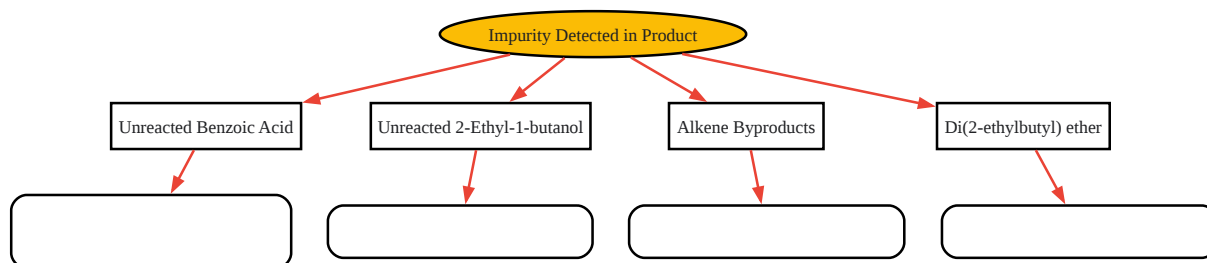 Impurity Detected in Product
Unreacted Benzoic Acid
Unreacted 2-Ethyl-1-butanol
Alkene Byproducts
Di(2-ethylbutyl) ether